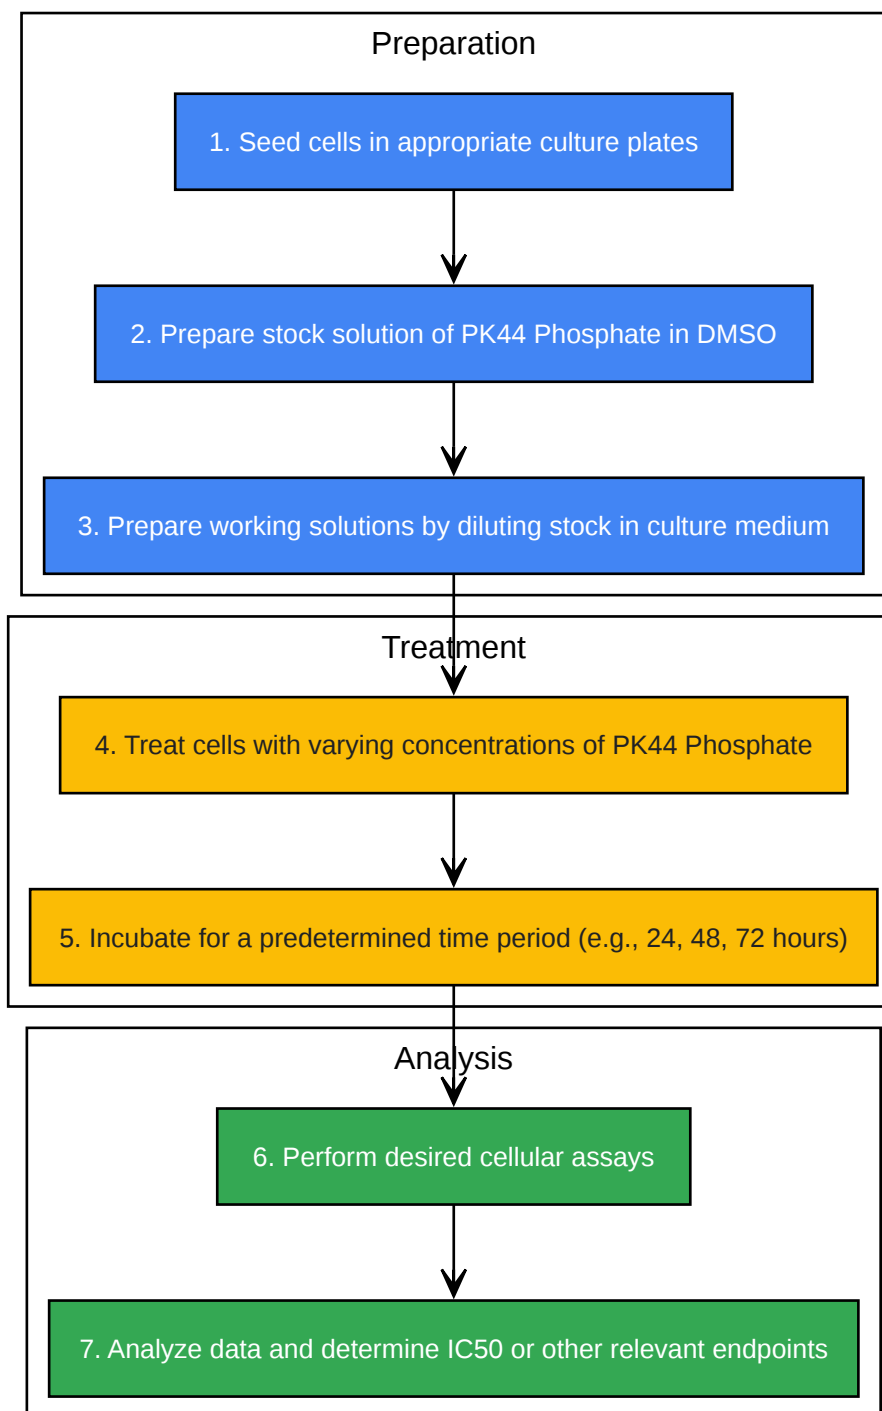 Preparation
1. Seed cells in appropriate culture plates
2. Prepare stock solution of PK44 Phosphate in DMSO
3. Prepare working solutions by diluting stock in culture medium
Treatment
4. Treat cells with varying concentrations of PK44 Phosphate
5. Incubate for a predetermined time period (e.g., 24, 48, 72 hours)
Analysis
6. Perform desired cellular assays
7. Analyze data and determine IC50 or other relevant endpoints